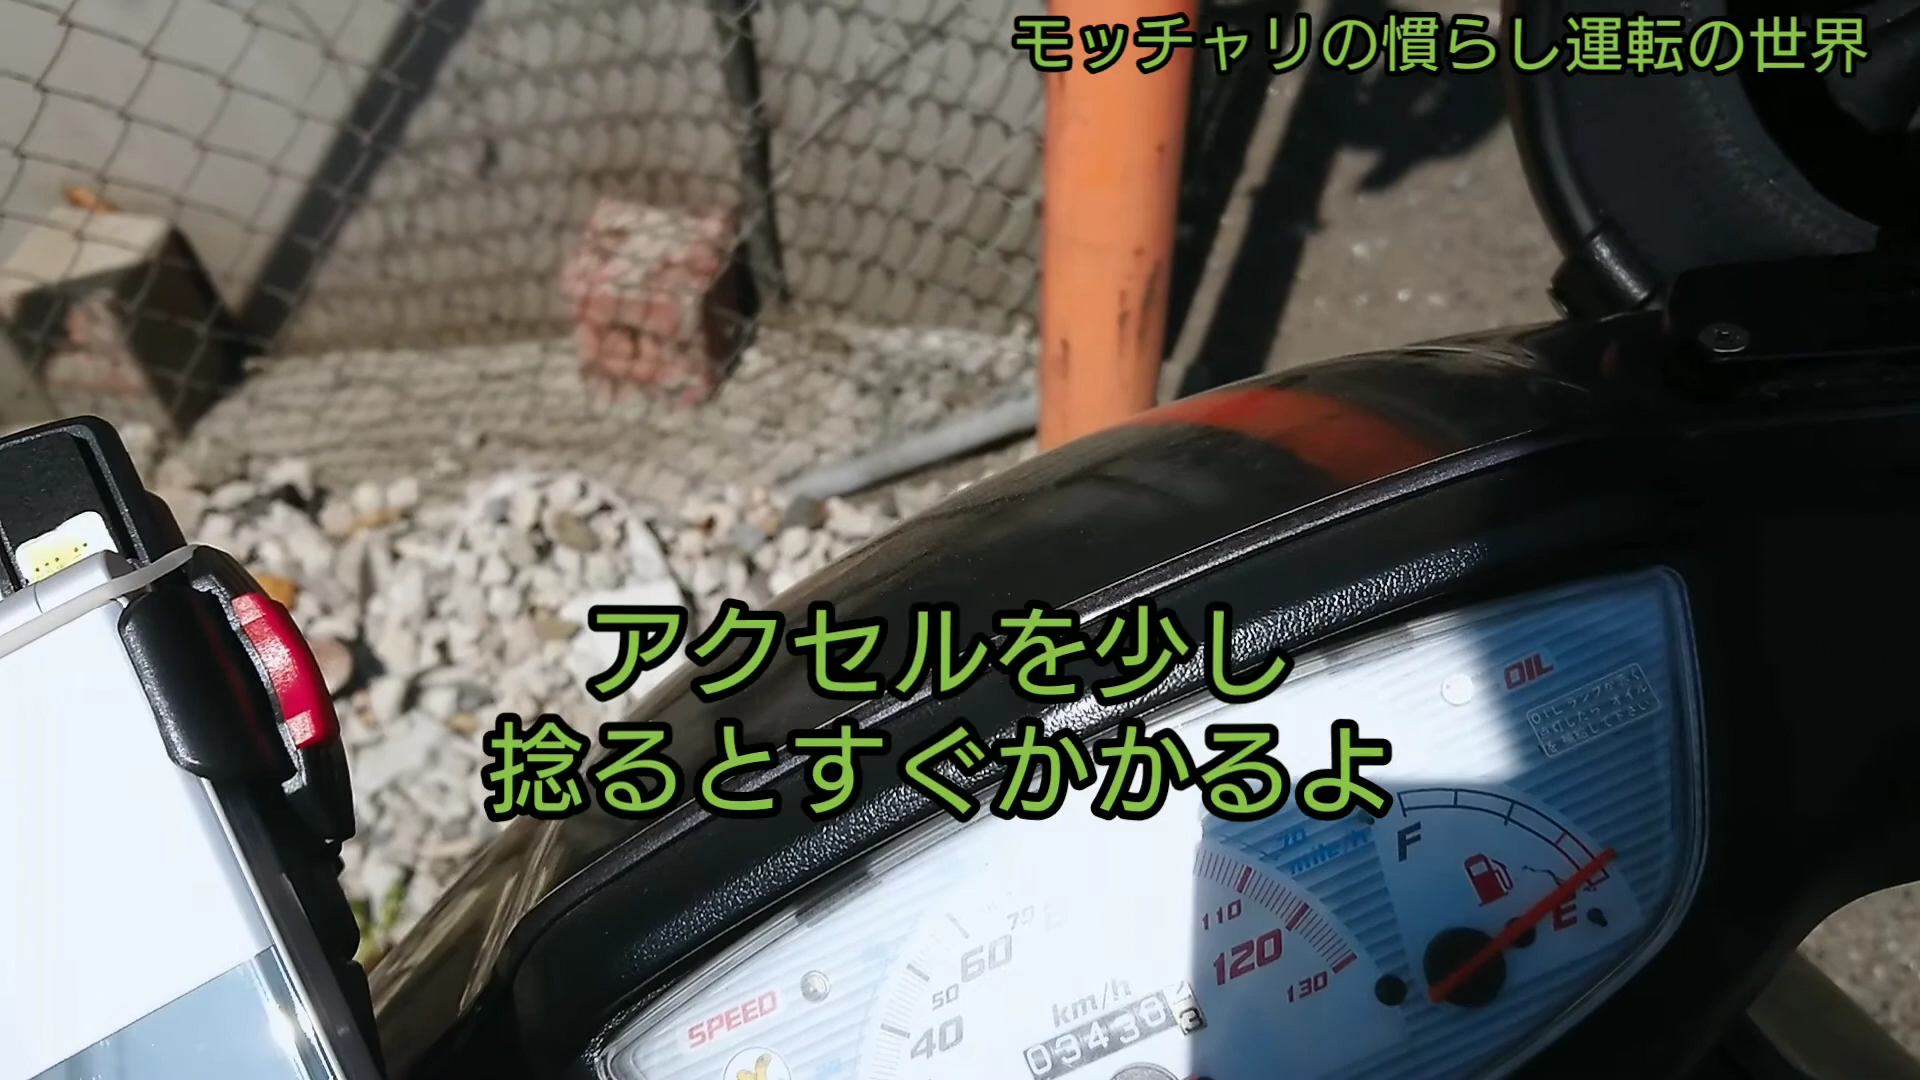 モッチャリの慣らし運転の世界
アクセルを少し
捻るとすぐかかるよ
OIL
F
E
110
120
130
70
60
50
40
km/h
SPEED